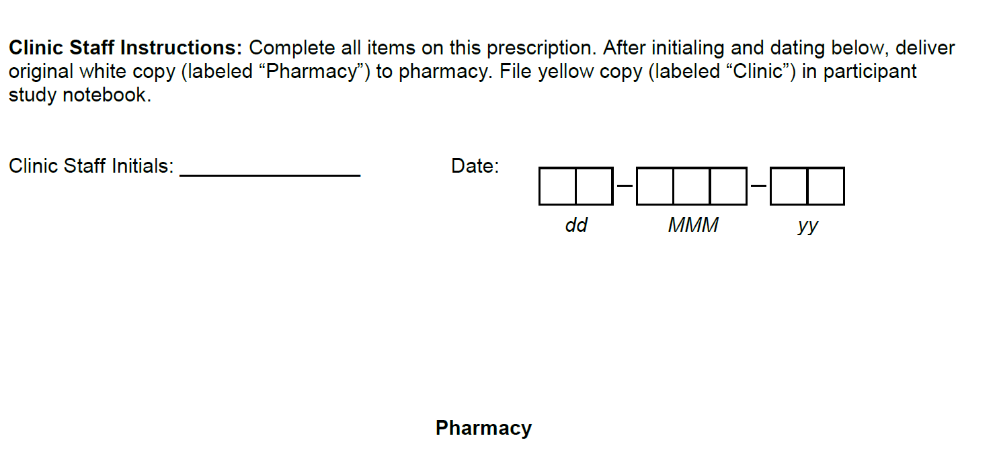 Clinic Staff Instructions: Complete all items on this prescription. After initialing and dating below, deliver
original white copy (labeled “Pharmacy”) to pharmacy. File yellow copy (labeled “Clinic”) in participant
study notebook.
Clinic Staff Initials: ________________ Date:
dd MMM yy
Pharmacy